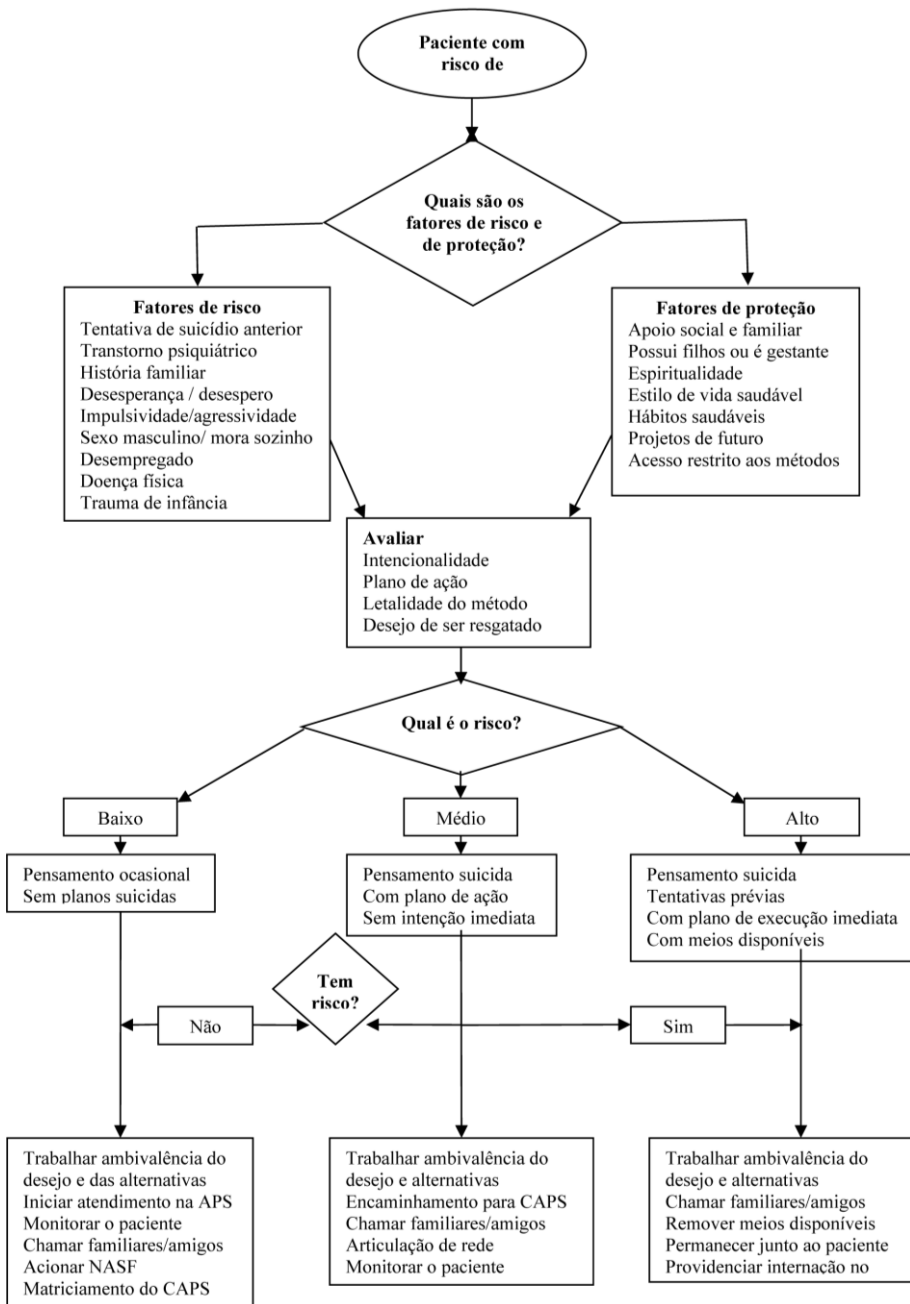 Paciente com
risco de
Quais são os
fatores de risco e
de proteção?
Fatores de risco
Tentativa de suicídio anterior
Transtorno psiquiátrico
História familiar
Desesperança / desespero
Impulsividade/agressividade
Sexo masculino/ mora sozinho
Desempregado
Doença física
Trauma de infância
Fatores de proteção
Apoio social e familiar
Possui filhos ou é gestante
Espiritualidade
Estilo de vida saudável
Hábitos saudáveis
Projetos de futuro
Acesso restrito aos métodos
Avaliar
Intencionalidade
Plano de ação
Letalidade do método
Desejo de ser resgatado
Qual é o risco?
Baixo
Médio
Alto
Pensamento ocasional
Sem planos suicidas
Pensamento suicida
Com plano de ação
Sem intenção imediata
Pensamento suicida
Tentativas prévias
Com plano de execução imediata
Com meios disponíveis
Tem
risco?
Não
Sim
Trabalhar ambivalência do
desejo e das alternativas
Iniciar atendimento na APS
Monitorar o paciente
Chamar familiares/amigos
Acionar NASF
Matriciamento do CAPS
Trabalhar ambivalência do
desejo e alternativas
Encaminhamento para CAPS
Chamar familiares/amigos
Articulação de rede
Monitorar o paciente
Trabalhar ambivalência do
desejo e alternativas
Chamar familiares/amigos
Remover meios disponíveis
Permanecer junto ao paciente
Providenciar internação no